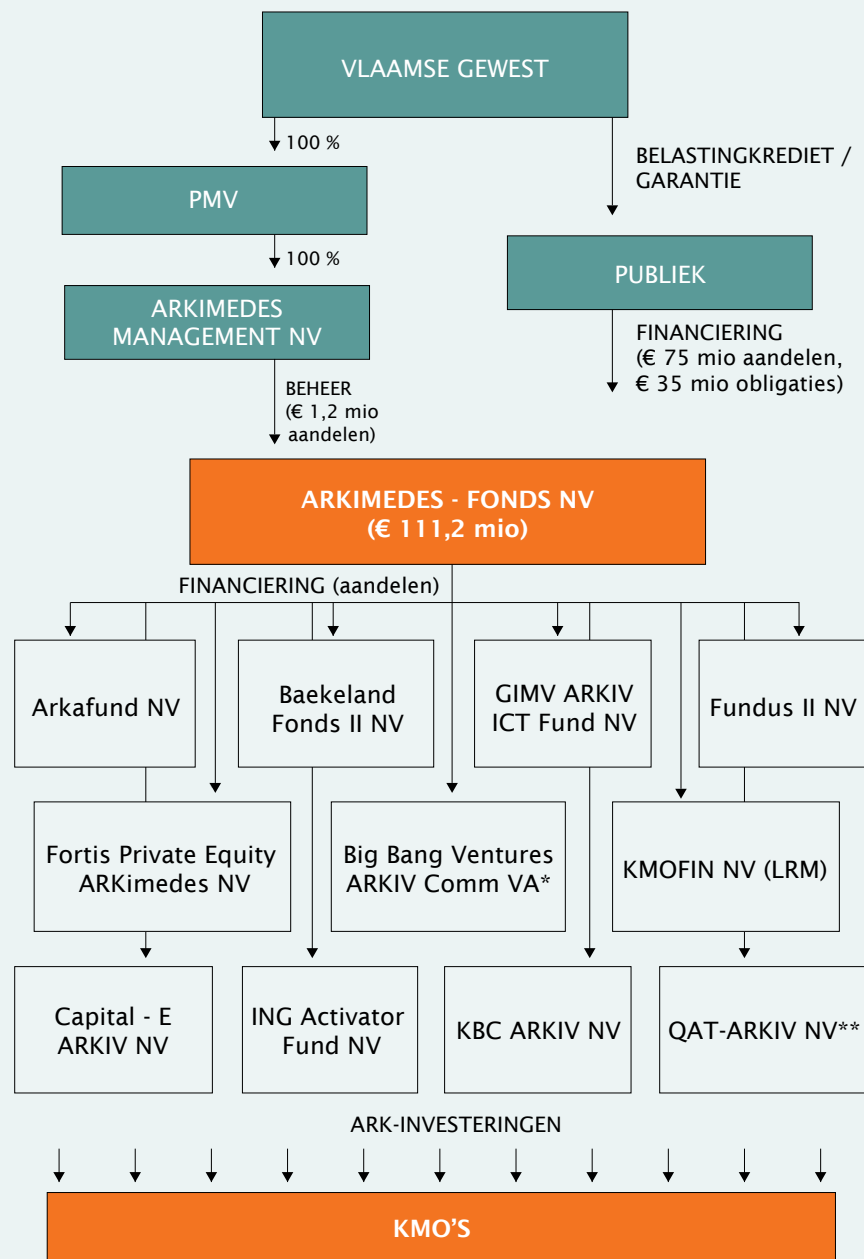 VLAAMSE GEWEST
100 %
BELASTINGKREDIET /
GARANTIE
PMV
100 %
PUBLIEK
ARKIMEDES
MANAGEMENT NV
FINANCIERING
(€ 75 mio aandelen,
€ 35 mio obligaties)
BEHEER
(€ 1,2 mio
aandelen)
ARKIMEDES - FONDS NV
(€ 111,2 mio)
FINANCIERING (aandelen)
Arkafund NV
Baekeland
Fonds II NV
GIMV ARKIV
ICT Fund NV
Fundus II NV
Fortis Private Equity
ARKimedes NV
Big Bang Ventures
ARKIV Comm VA*
KMOFIN NV (LRM)
Capital - E
ARKIV NV
ING Activator
Fund NV
KBC ARKIV NV
QAT-ARKIV NV**
ARK-INVESTERINGEN
KMO'S